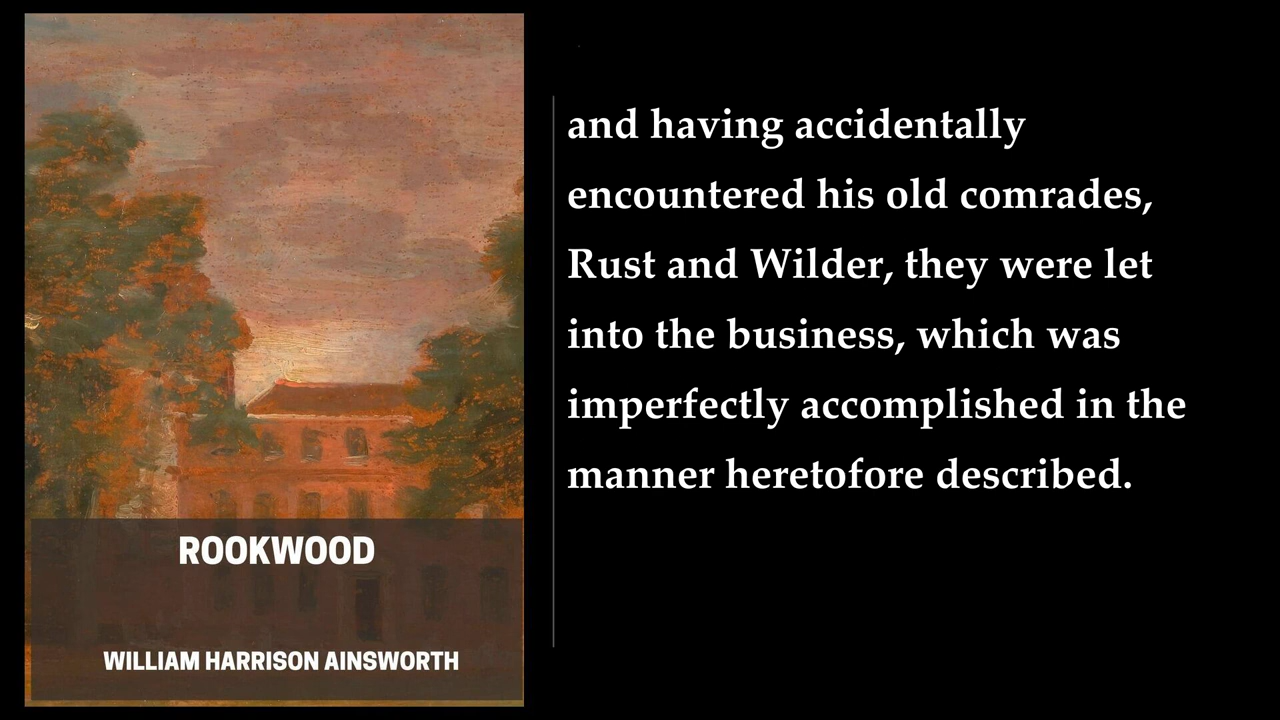 and having accidentally
encountered his old comrades,
Rust and Wilder, they were let
into the business, which was
imperfectly accomplished in the
manner heretofore described.
ROOKWOOD
WILLIAM HARRISON AINSWORTH